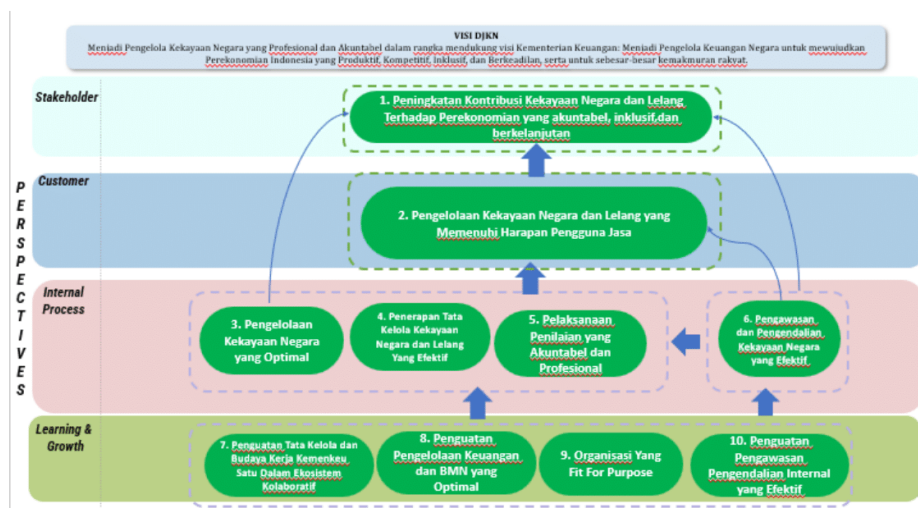 VISI DJKN
Menjadi Pengelola Kekayaan Negara yang Profesional dan Akuntabel dalam rangka mendukung visi Kementerian Keuangan: Menjadi Pengelola Keuangan Negara untuk mewujudkan
Perekonomian Indonesia yang Produktif, Kompetitif, Inklusif, dan Berkeadilan, serta untuk sebesar-besar kemakmuran rakyat.
PERSPECTIVES
Stakeholder
1. Peningkatan Kontribusi Kekayaan Negara dan Lelang
Terhadap Perekonomian yang akuntabel, inklusif,dan
berkelanjutan
Customer
2. Pengelolaan Kekayaan Negara dan Lelang yang
Memenuhi Harapan Pengguna Jasa
Internal
Process
3. Pengelolaan
Kekayaan Negara
yang Optimal
4. Penerapan Tata
Kelola Kekayaan
Negara dan Lelang
Yang Efektif
5. Pelaksanaan
Penilaian yang
Akuntabel dan
Profesional
6. Pengawasan
dan Pengendalian
Kekayaan Negara
yang Efektif
Learning &
Growth
7. Penguatan Tata Kelola dan
Budaya Kerja Kemenkeu
Satu Dalam Ekosistem
Kolaboratif
8. Penguatan
Pengelolaan Keuangan
dan BMN yang
Optimal
9. Organisasi Yang
Fit For Purpose
10. Penguatan
Pengawasan
Pengendalian Internal
yang Efektif